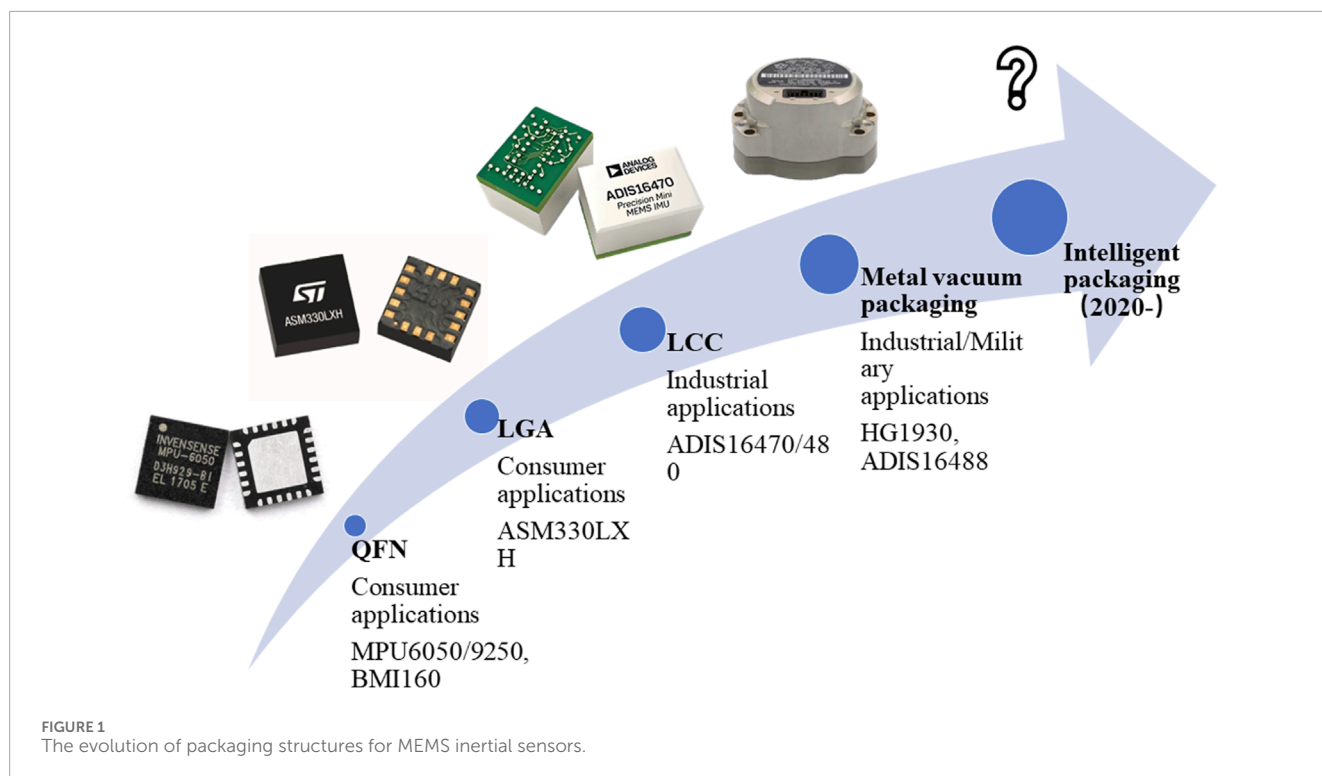 ?
ANALOG
DEVICES
ADIS16470
Precision Mini
MEMS IMU
ST
ASM330LXH
INVENSENSE
MPU-6050
D3H929-B1
EL 1705 E
QFN
Consumer
applications
MPU6050/9250,
BMI160
LGA
Consumer
applications
ASM330LX
H
LCC
Industrial
applications
ADIS16470/48
0
Metal vacuum
packaging
Industrial/Milit
ary
applications
HG1930,
ADIS16488
Intelligent
packaging
(2020-)
FIGURE 1
The evolution of packaging structures for MEMS inertial sensors.